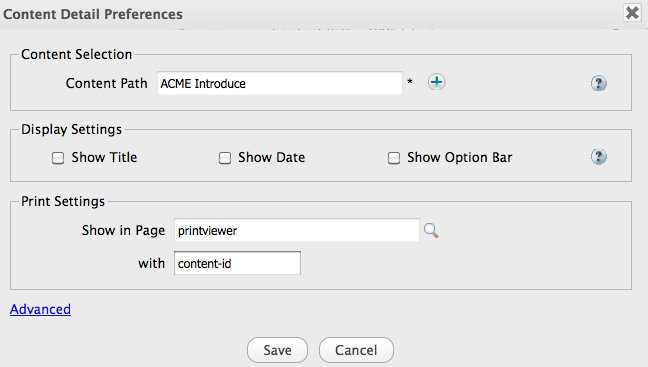 Content Detail Preferences
Content Selection
Content Path ACME Introduce *
Display Settings
Show Title Show Date Show Option Bar
Print Settings
Show in Page printviewer
with content-id
Advanced
Save Cancel